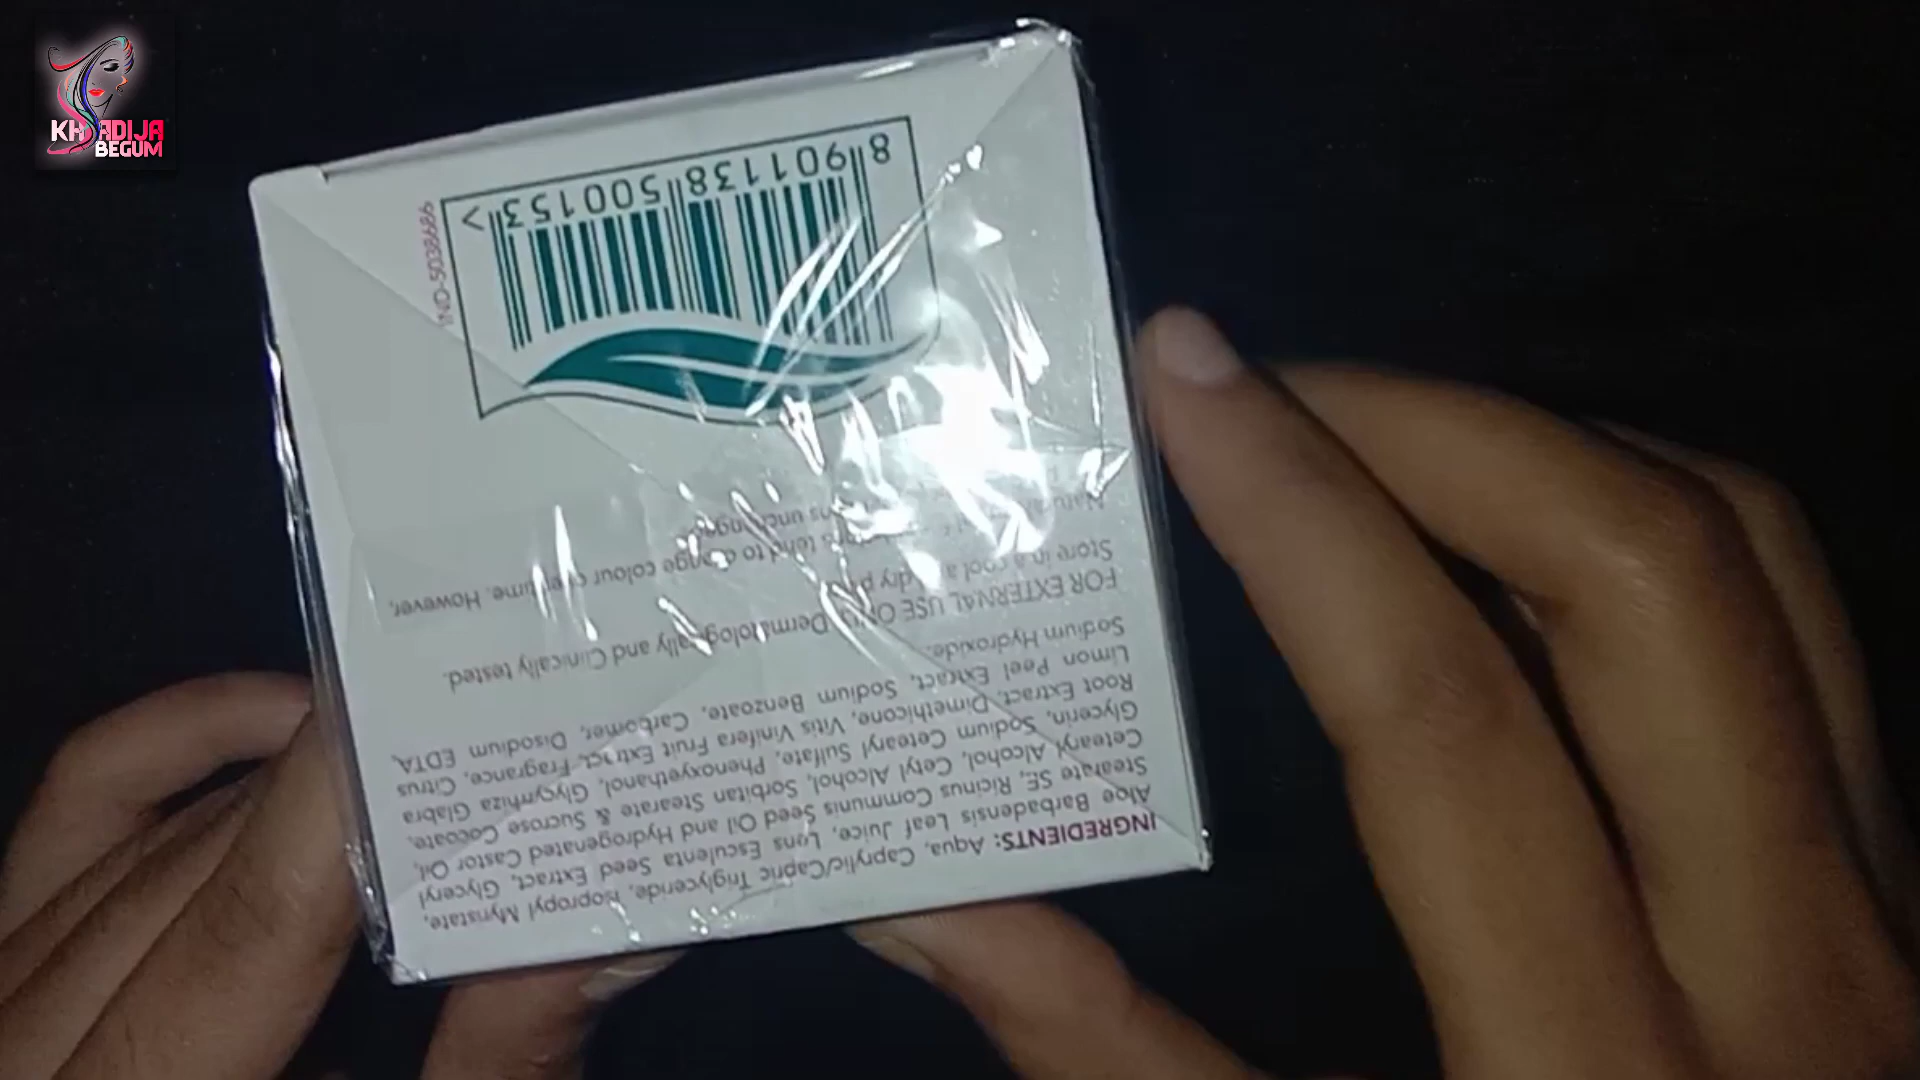 KHADIJA
BEGUM
INGREDIENTS: Aqua, Caprylic/Capric Triglyceride, Isopropyl Myristate,
Aloe Barbadensis Leaf Juice, Lens Esculenta Seed Extract, Glyceryl
Stearate SE, Ricinus Communis Seed Oil and Hydrogenated Castor Oil,
Cetearyl Alcohol, Cetyl Alcohol, Sorbitan Stearate & Sucrose Cocoate,
Glycerin, Sodium Cetearyl Sulfate, Phenoxyethanol, Glycyrrhiza Glabra
Root Extract, Dimethicone, Vitis Vinifera Fruit Extract, Fragrance, Citrus
Limon Peel Extract, Sodium Benzoate, Carbomer, Disodium EDTA,
Sodium Hydroxide.
FOR EXTERNAL USE ONLY. Dermatologically and Clinically tested.
Store in a cool and dry
tend to change colour over time. However,
unchanged.
8 901138 500153 >
IND-5038686